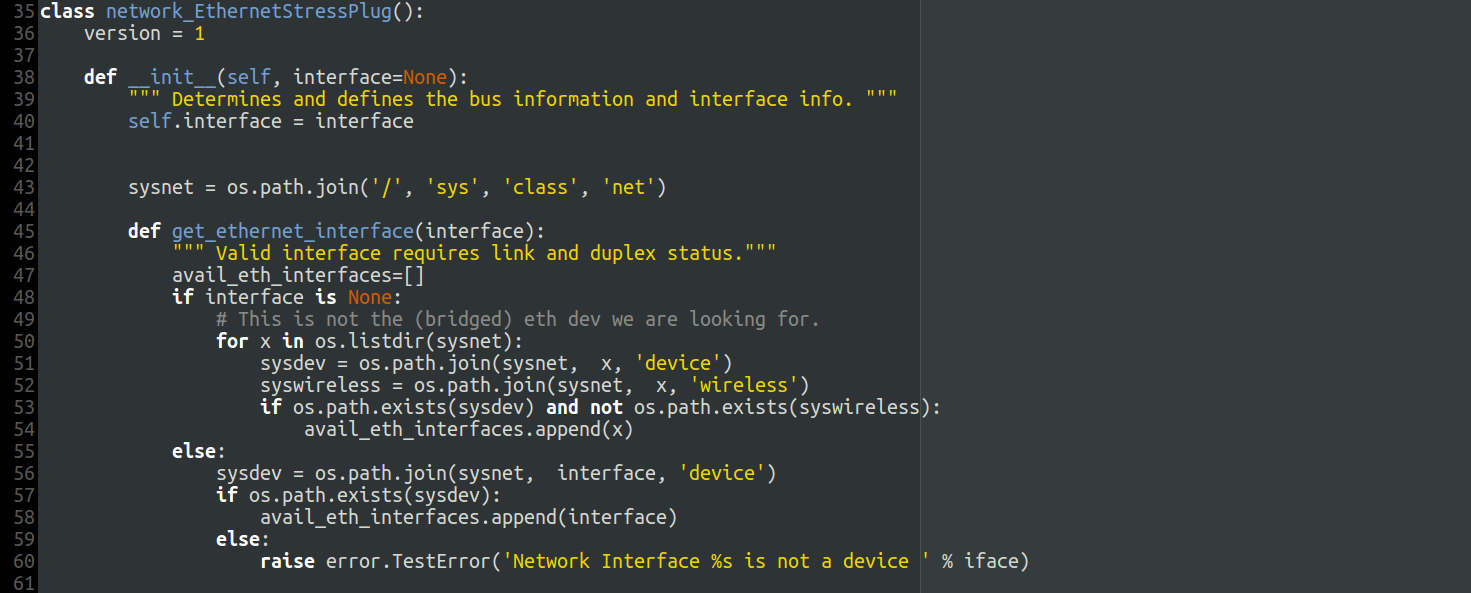 35 class network_EthernetStressPlug():
36     version = 1
37
38     def __init__(self, interface=None):
39         """ Determines and defines the bus information and interface info. """
40         self.interface = interface
41
42
43         sysnet = os.path.join('/', 'sys', 'class', 'net')
44
45         def get_ethernet_interface(interface):
46             """ Valid interface requires link and duplex status."""
47             avail_eth_interfaces=[]
48             if interface is None:
49                 # This is not the (bridged) eth dev we are looking for.
50                 for x in os.listdir(sysnet):
51                     sysdev = os.path.join(sysnet,  x, 'device')
52                     syswireless = os.path.join(sysnet,  x, 'wireless')
53                     if os.path.exists(sysdev) and not os.path.exists(syswireless):
54                         avail_eth_interfaces.append(x)
55             else:
56                 sysdev = os.path.join(sysnet,  interface, 'device')
57                 if os.path.exists(sysdev):
58                     avail_eth_interfaces.append(interface)
59                 else:
60                     raise error.TestError('Network Interface %s is not a device ' % iface)
61